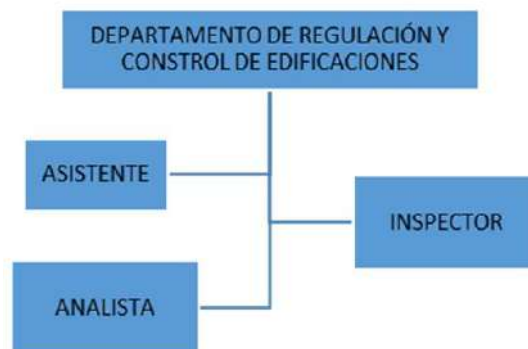 DEPARTAMENTO DE REGULACIÓN Y
CONSTROL DE EDIFICACIONES
ASISTENTE
INSPECTOR
ANALISTA